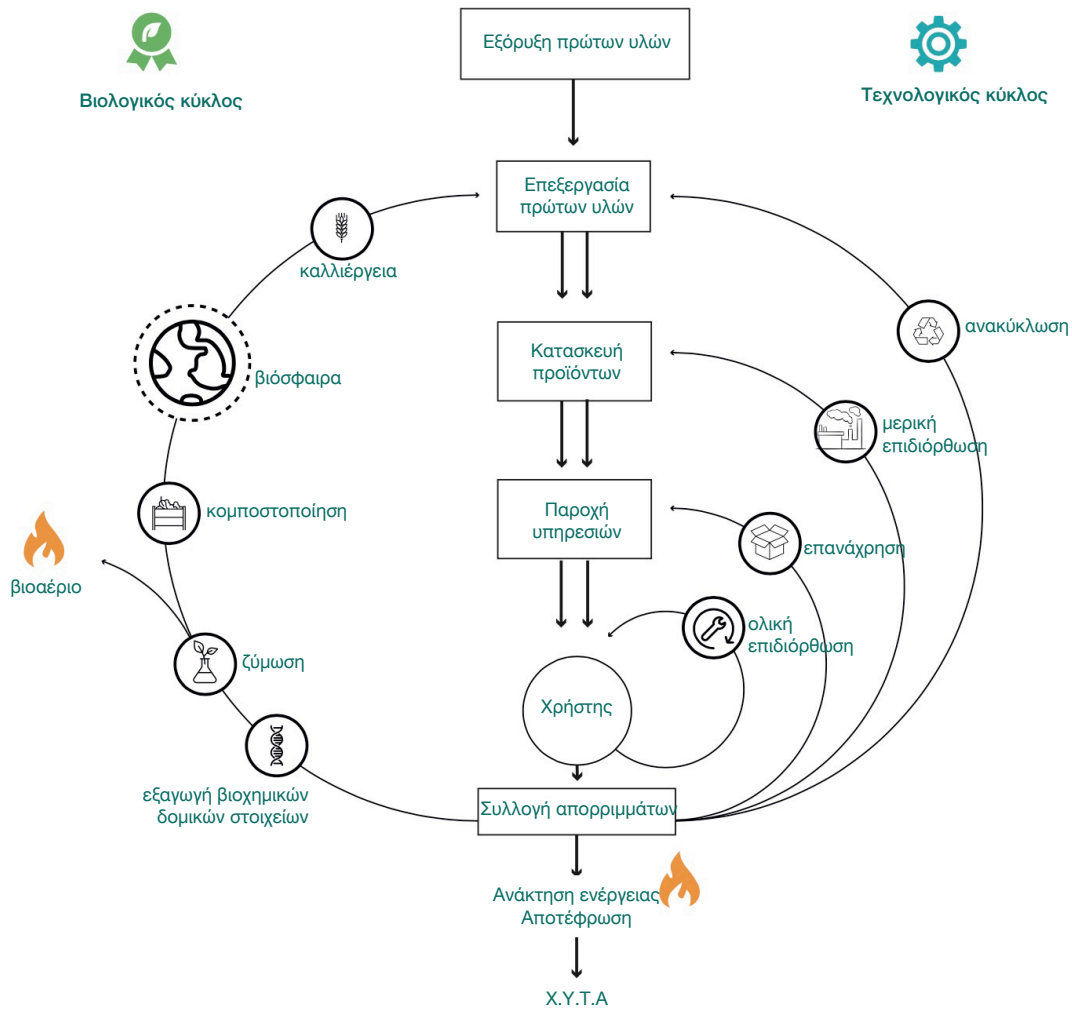 Εξόρυξη πρώτων υλών
Βιολογικός κύκλος
Τεχνολογικός κύκλος
Επεξεργασία
πρώτων υλών
καλλιέργεια
ανακύκλωση
Κατασκευή
προϊόντων
βιόσφαιρα
μερική
επιδιόρθωση
Παροχή
υπηρεσιών
κομποστοποίηση
επανάχρηση
βιοαέριο
ολική
επιδιόρθωση
ζύμωση
Χρήστης
εξαγωγή βιοχημικών
δομικών στοιχείων
Συλλογή απορριμμάτων
Ανάκτηση ενέργειας
Αποτέφρωση
Χ.Υ.Τ.Α